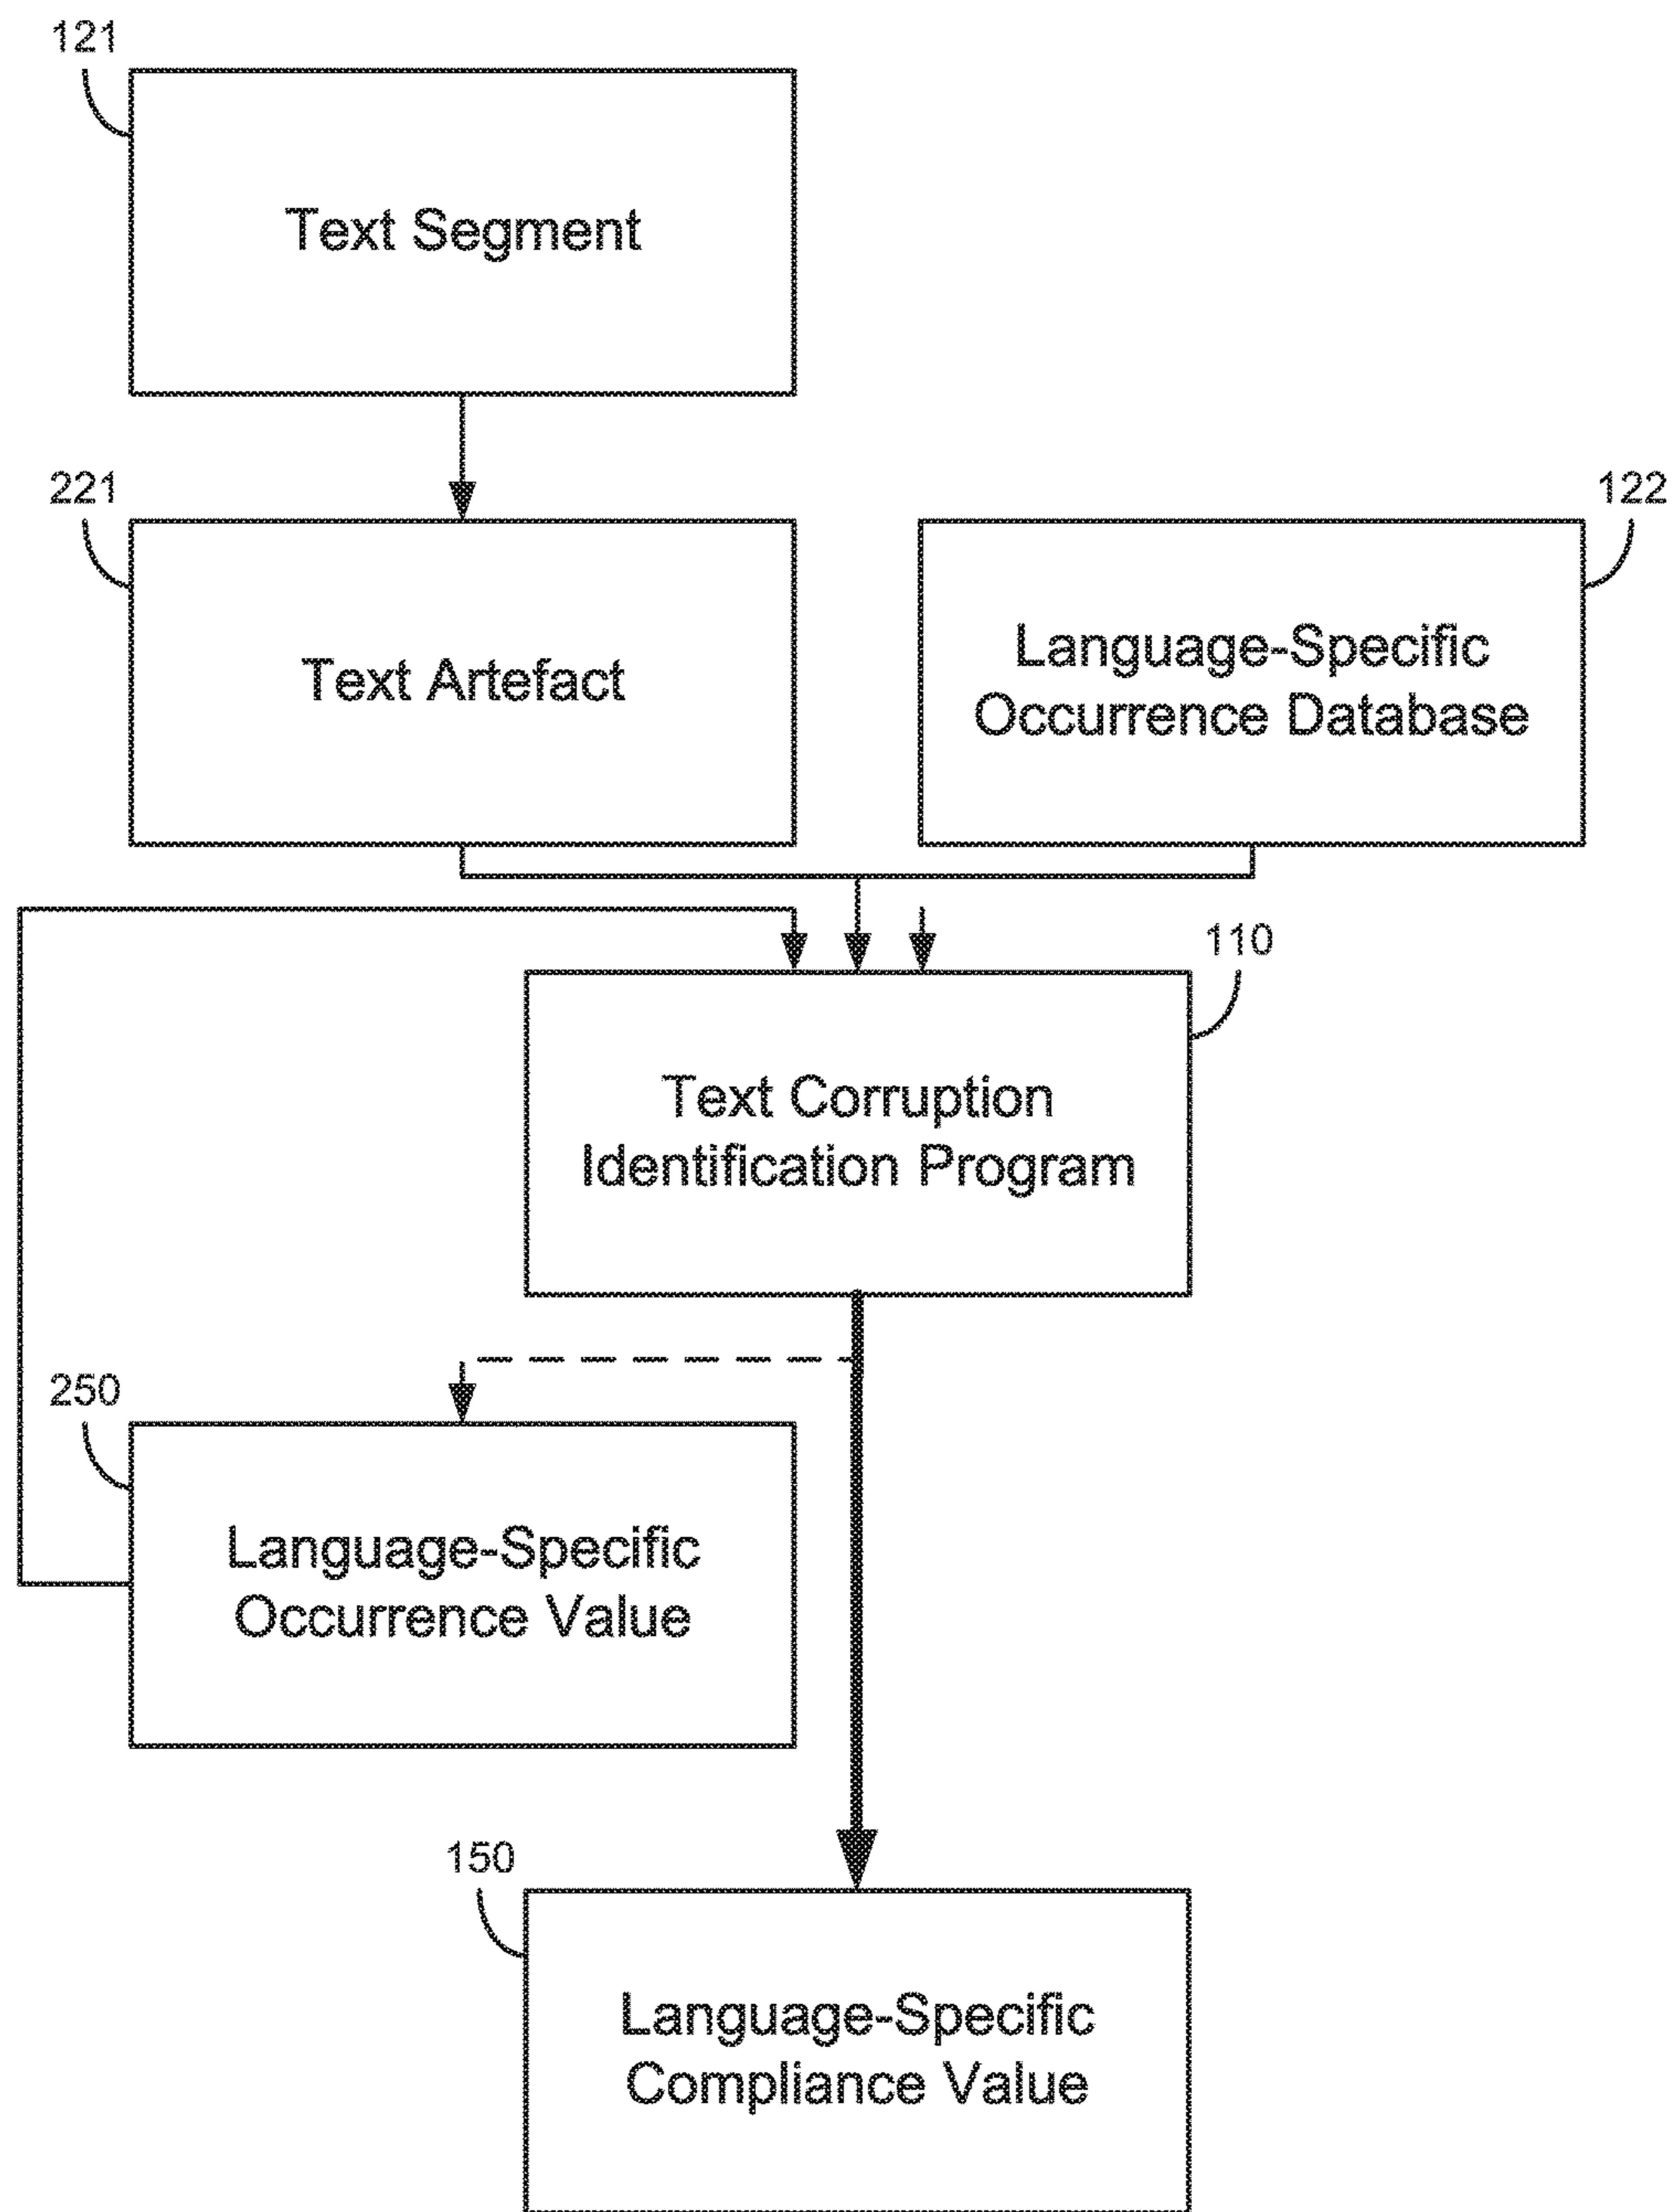 121
Text Segment
221
122
Text Artefact
Language-Specific
Occurrence Database
110
Text Corruption
Identification Program
250
Language-Specific
Occurrence Value
150
Language-Specific
Compliance Value